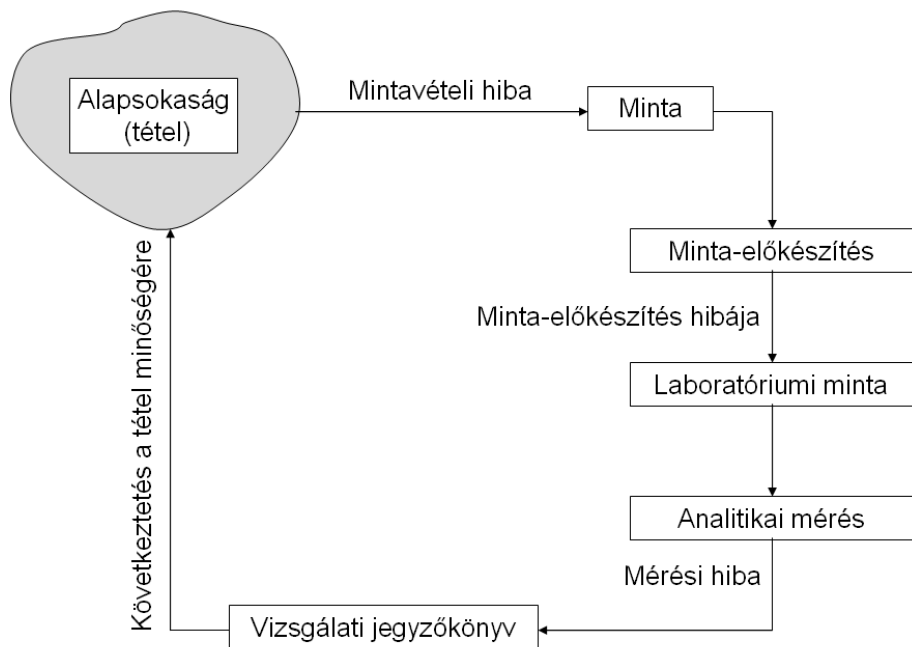 Alapsokaság
(tétel)
Mintavételi hiba
Minta
Minta-előkészítés
Minta-előkészítés hibája
Laboratóriumi minta
Analitikai mérés
Mérési hiba
Vizsgálati jegyzőkönyv
Következtetés a tétel minőségére